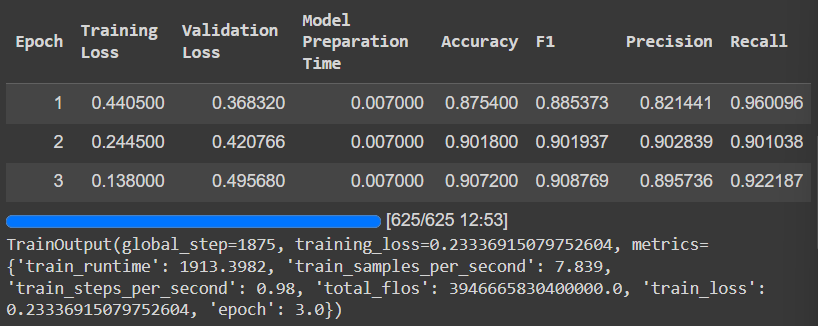 Epoch Training Loss Validation Loss Model Preparation Time Accuracy F1 Precision Recall
1 0.440500 0.368320 0.007000 0.875400 0.885373 0.821441 0.960096
2 0.244500 0.420766 0.007000 0.901800 0.901937 0.902839 0.901038
3 0.138000 0.495680 0.007000 0.907200 0.908769 0.895736 0.922187
[625/625 12:53]
TrainOutput(global_step=1875, training_loss=0.23336915079752604, metrics=
{'train_runtime': 1913.3982, 'train_samples_per_second': 7.839,
'train_steps_per_second': 0.98, 'total_flos': 3946665830400000.0, 'train_loss':
0.23336915079752604, 'epoch': 3.0})